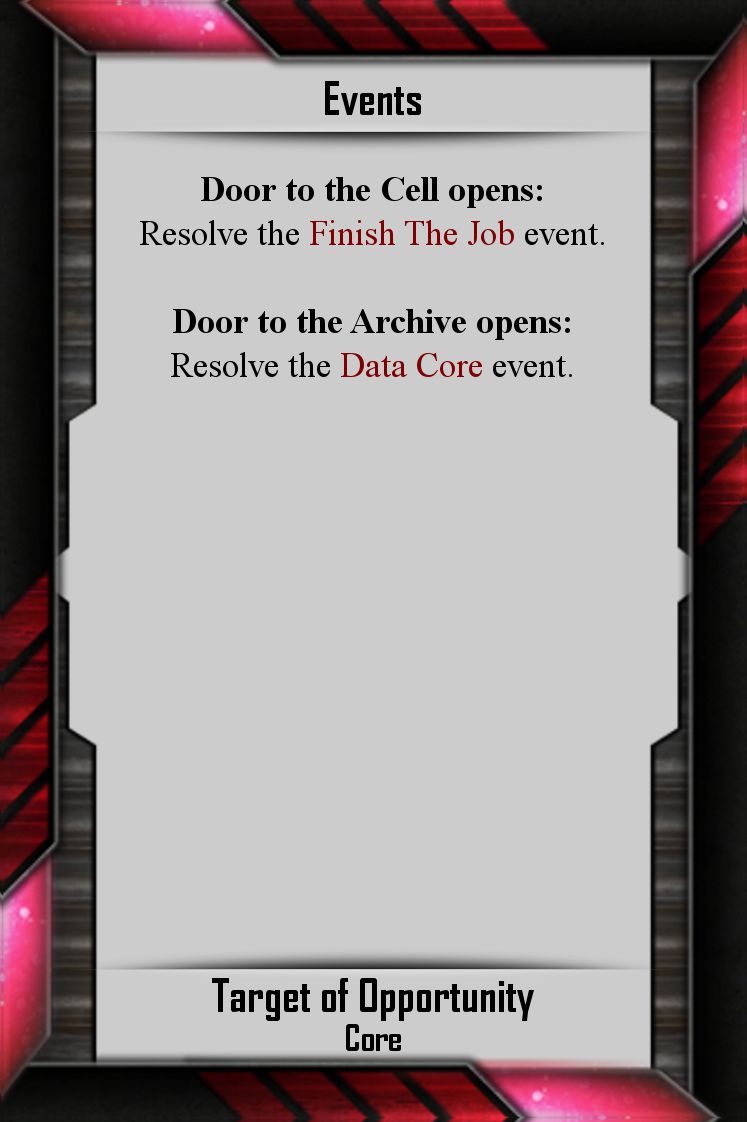 Events
Door to the Cell opens:
Resolve the Finish The Job event.
Door to the Archive opens:
Resolve the Data Core event.
Target of Opportunity
Core